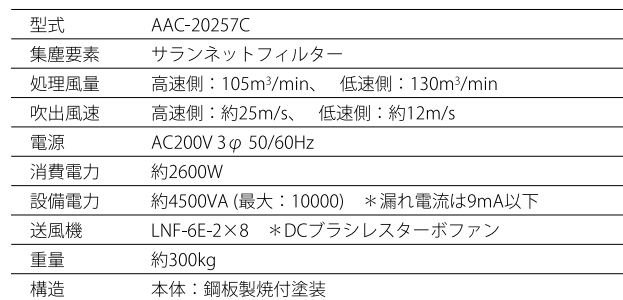 型式 AAC-20257C
集塵要素 サランネットフィルター
処理風量 高速側：105m³/min、 低速側：130m³/min
吹出風速 高速側：約25m/s、 低速側：約12m/s
電源 AC200V 3φ 50/60Hz
消費電力 約2600W
設備電力 約4500VA (最大：10000) ＊漏れ電流は9mA以下
送風機 LNF-6E-2×8 ＊DCブラシレスターボファン
重量 約300kg
構造 本体：鋼板製焼付塗装